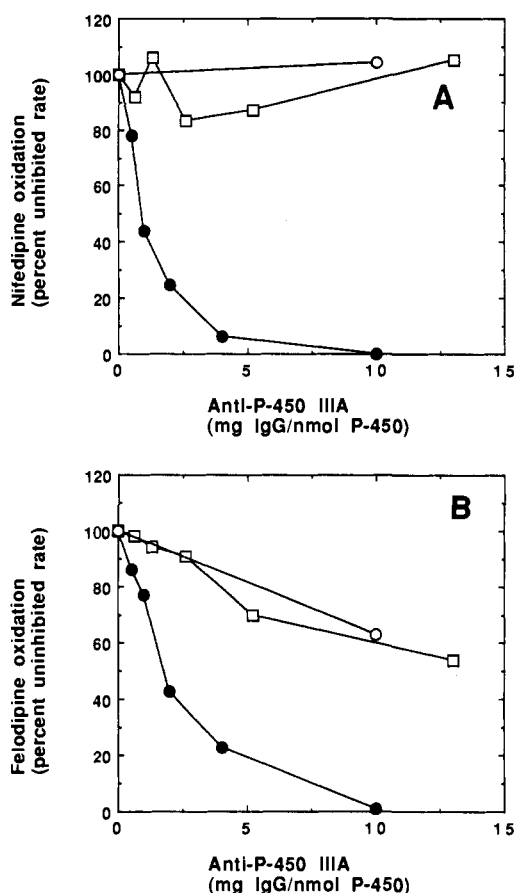 A
Nifedipine oxidation
(percent unhibited rate)
120
100
80
60
40
20
0
0 5 10 15
Anti-P-450 IIIA
(mg IgG/nmol P-450)
B
Felodipine oxidation
(percent uninhibited rate)
120
100
80
60
40
20
0
0 5 10 15
Anti-P-450 IIIA
(mg IgG/nmol P-450)